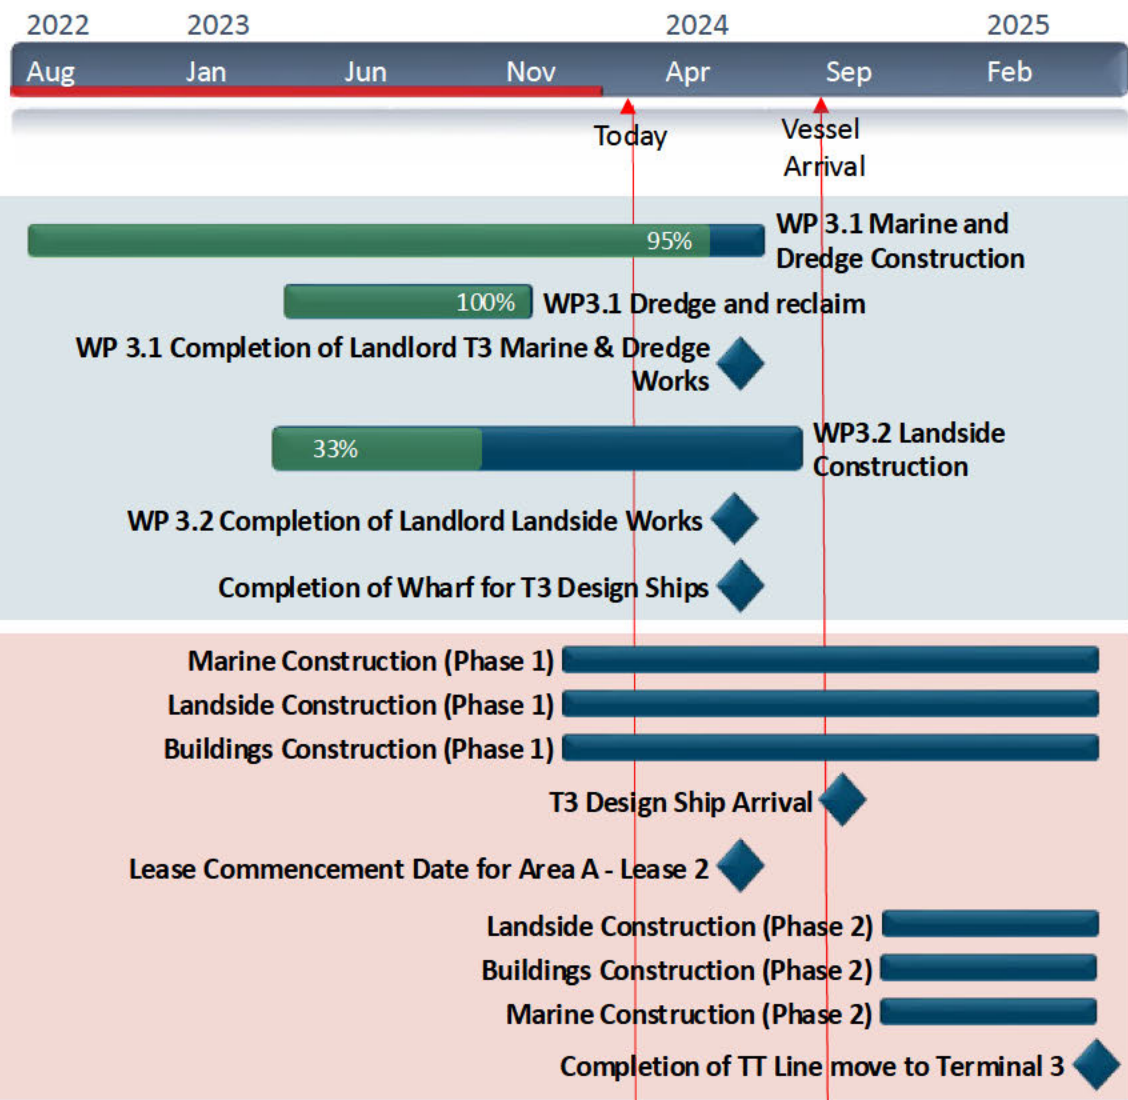 2022 2023 2024 2025
Aug Jan Jun Nov Apr Sep Feb
Today
Vessel
Arrival
95%
WP 3.1 Marine and
Dredge Construction
100%
WP3.1 Dredge and reclaim
WP 3.1 Completion of Landlord T3 Marine & Dredge
Works
33%
WP3.2 Landside
Construction
WP 3.2 Completion of Landlord Landside Works
Completion of Wharf for T3 Design Ships
Marine Construction (Phase 1)
Landside Construction (Phase 1)
Buildings Construction (Phase 1)
T3 Design Ship Arrival
Lease Commencement Date for Area A - Lease 2
Landside Construction (Phase 2)
Buildings Construction (Phase 2)
Marine Construction (Phase 2)
Completion of TT Line move to Terminal 3